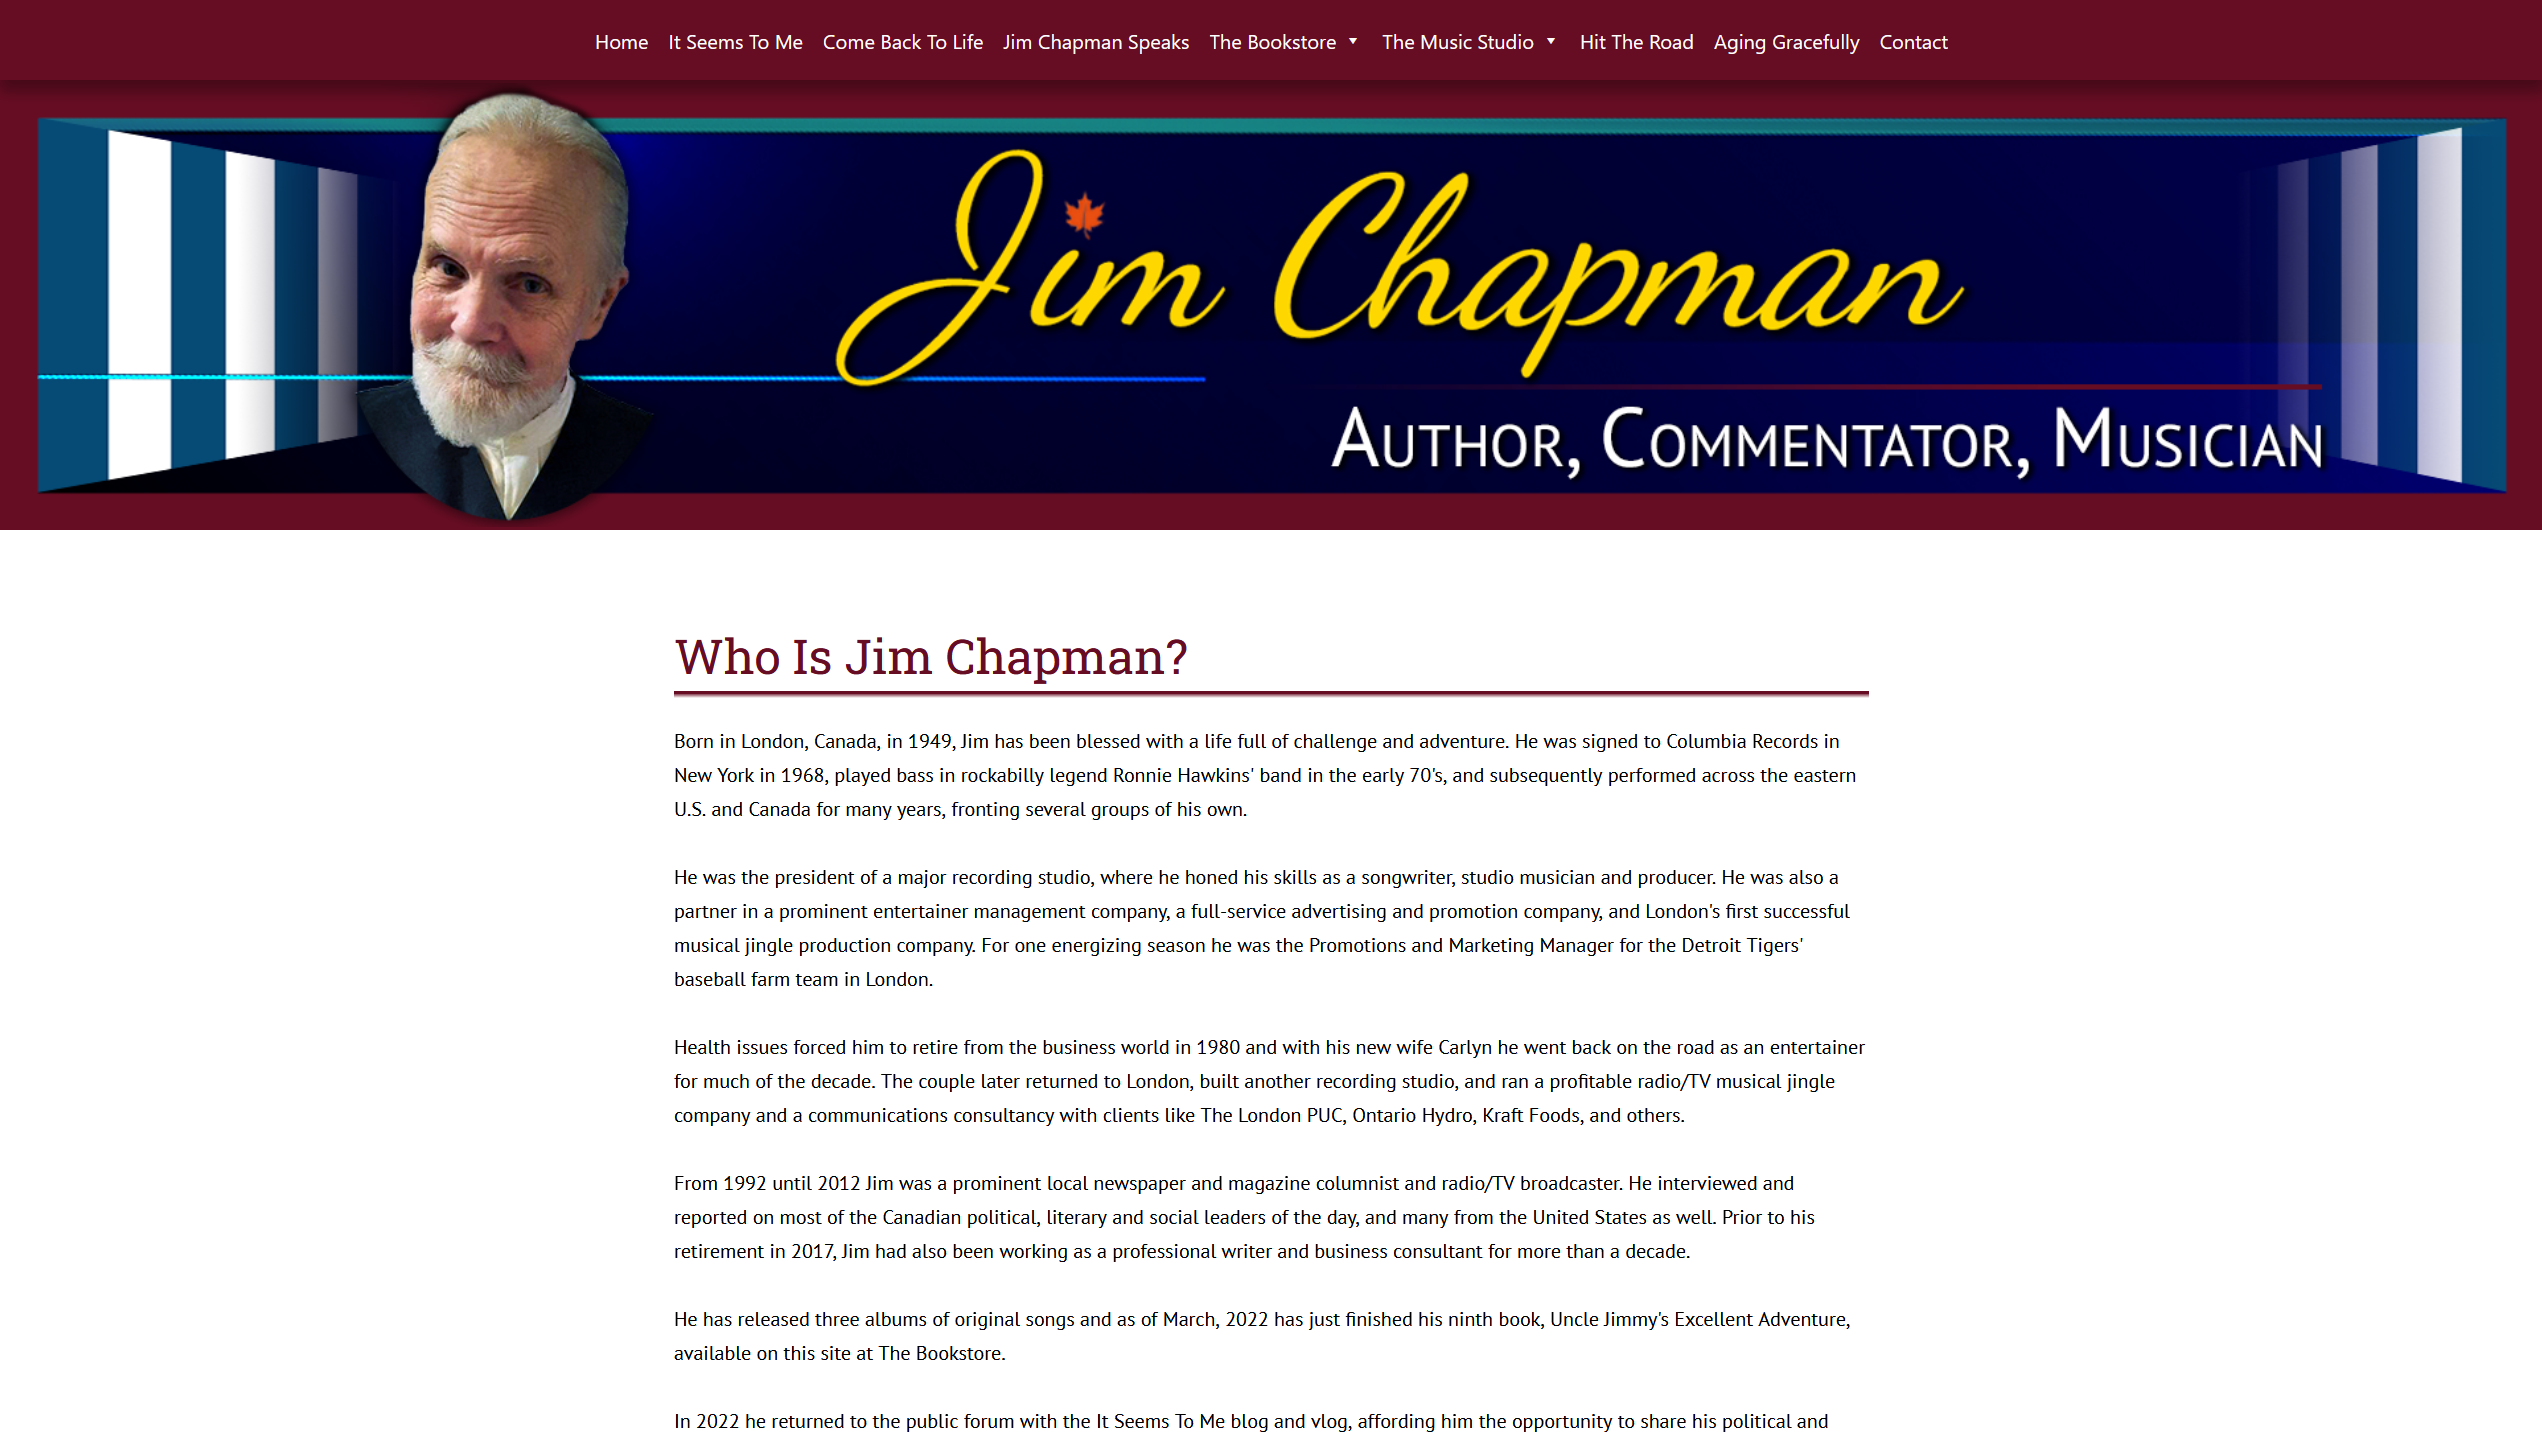 Home It Seems To Me Come Back To Life Jim Chapman Speaks The Bookstore The Music Studio Hit The Road Aging Gracefully Contact
Jim Chapman
Author, Commentator, Musician
Who Is Jim Chapman?
Born in London, Canada, in 1949, Jim has been blessed with a life full of challenge and adventure. He was signed to Columbia Records in
New York in 1968, played bass in rockabilly legend Ronnie Hawkins' band in the early 70's, and subsequently performed across the eastern
U.S. and Canada for many years, fronting several groups of his own.
He was the president of a major recording studio, where he honed his skills as a songwriter, studio musician and producer. He was also a
partner in a prominent entertainer management company, a full-service advertising and promotion company, and London's first successful
musical jingle production company. For one energizing season he was the Promotions and Marketing Manager for the Detroit Tigers'
baseball farm team in London.
Health issues forced him to retire from the business world in 1980 and with his new wife Carlyn he went back on the road as an entertainer
for much of the decade. The couple later returned to London, built another recording studio, and ran a profitable radio/TV musical jingle
company and a communications consultancy with clients like The London PUC, Ontario Hydro, Kraft Foods, and others.
From 1992 until 2012 Jim was a prominent local newspaper and magazine columnist and radio/TV broadcaster. He interviewed and
reported on most of the Canadian political, literary and social leaders of the day, and many from the United States as well. Prior to his
retirement in 2017, Jim had also been working as a professional writer and business consultant for more than a decade.
He has released three albums of original songs and as of March, 2022 has just finished his ninth book, Uncle Jimmy's Excellent Adventure,
available on this site at The Bookstore.
In 2022 he returned to the public forum with the It Seems To Me blog and vlog, affording him the opportunity to share his political and